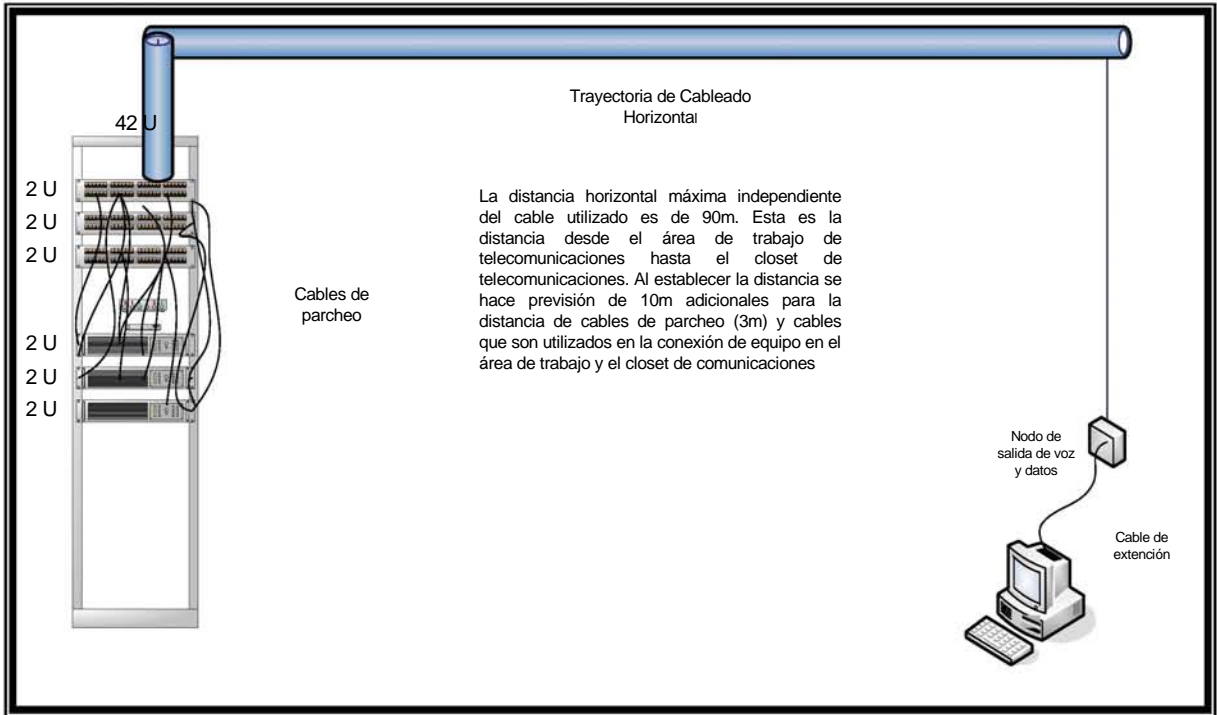 Trayectoria de Cableado
Horizontal
42 U
2 U
2 U
2 U
2 U
2 U
2 U
Cables de
parcheo
La distancia horizontal máxima independiente
del cable utilizado es de 90m. Esta es la
distancia desde el área de trabajo de
telecomunicaciones hasta el closet de
telecomunicaciones. Al establecer la distancia se
hace previsión de 10m adicionales para la
distancia de cables de parcheo (3m) y cables
que son utilizados en la conexión de equipo en el
área de trabajo y el closet de comunicaciones
Nodo de
salida de voz
y datos
Cable de
extención